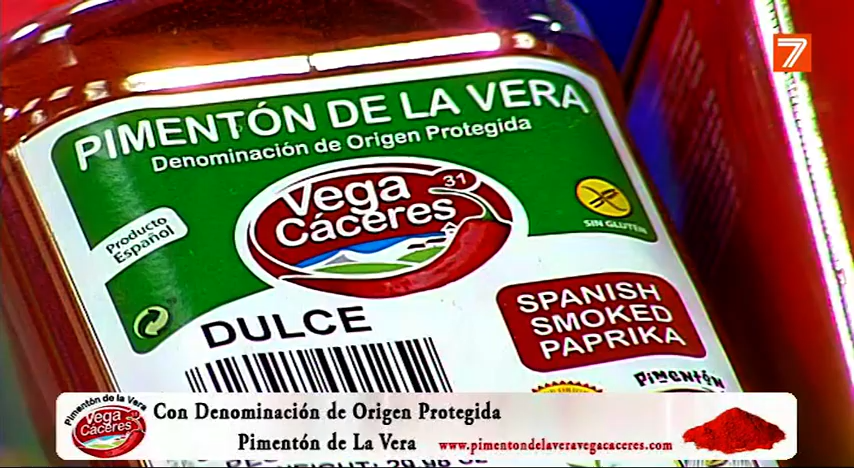 7
PIMENTÓN DE LA VERA
Denominación de Origen Protegida
Vega 31
Cáceres
Producto
Español
SIN GLUTEN
DULCE
SPANISH
SMOKED
PAPRIKA
PIMENTÓN
Pimentón de la Vera
Vega
Cáceres
Con Denominación de Origen Protegida
Pimentón de La Vera
www.pimentondelaveravegacaceres.com